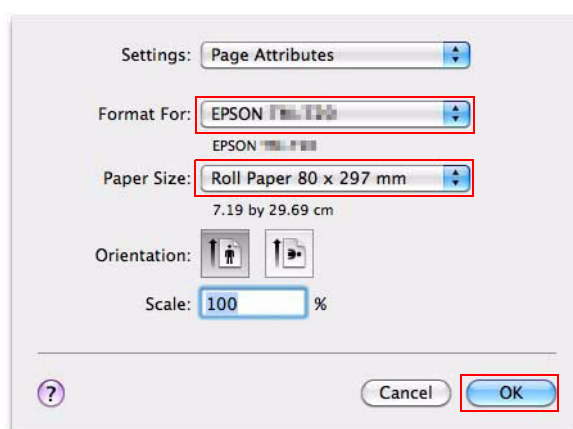 Settings: Page Attributes
Format For: EPSON
EPSON
Paper Size: Roll Paper 80 x 297 mm
7.19 by 29.69 cm
Orientation:
Scale: 100 %
? Cancel OK